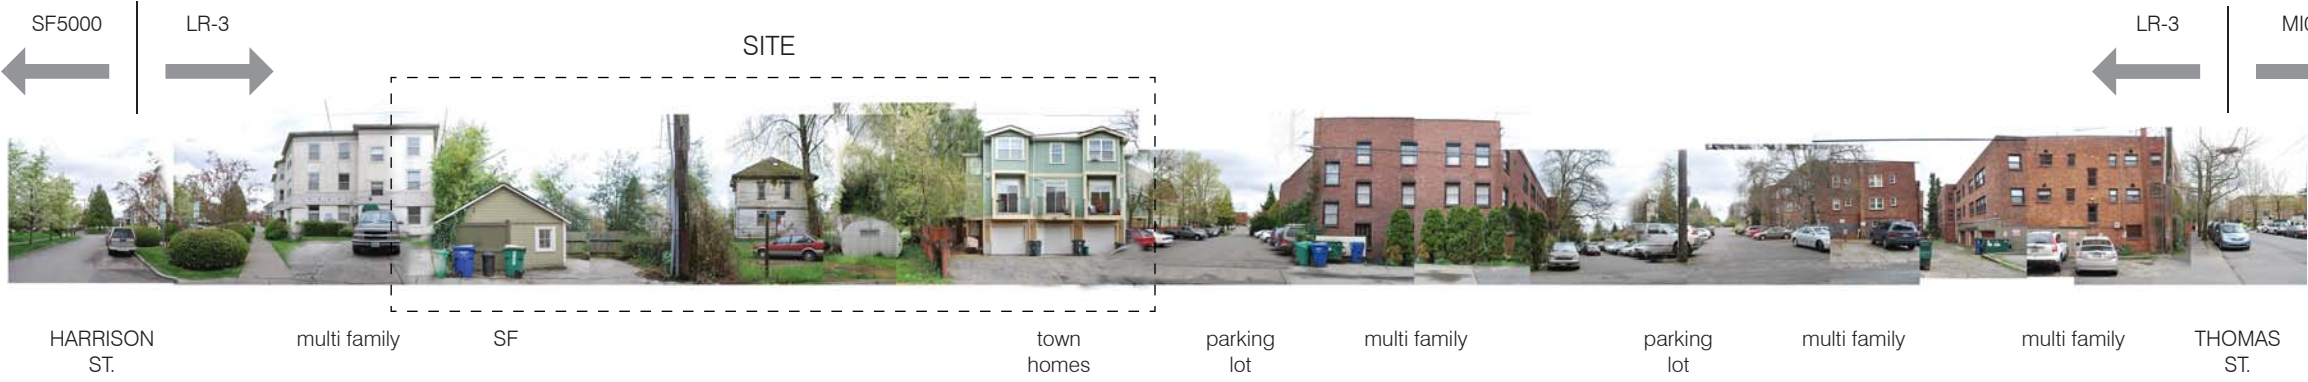 SF5000
LR-3
SITE
LR-3
HARRISON
ST.
multi family
SF
town
homes
parking
lot
multi family
parking
lot
multi family
multi family
THOMAS
ST.